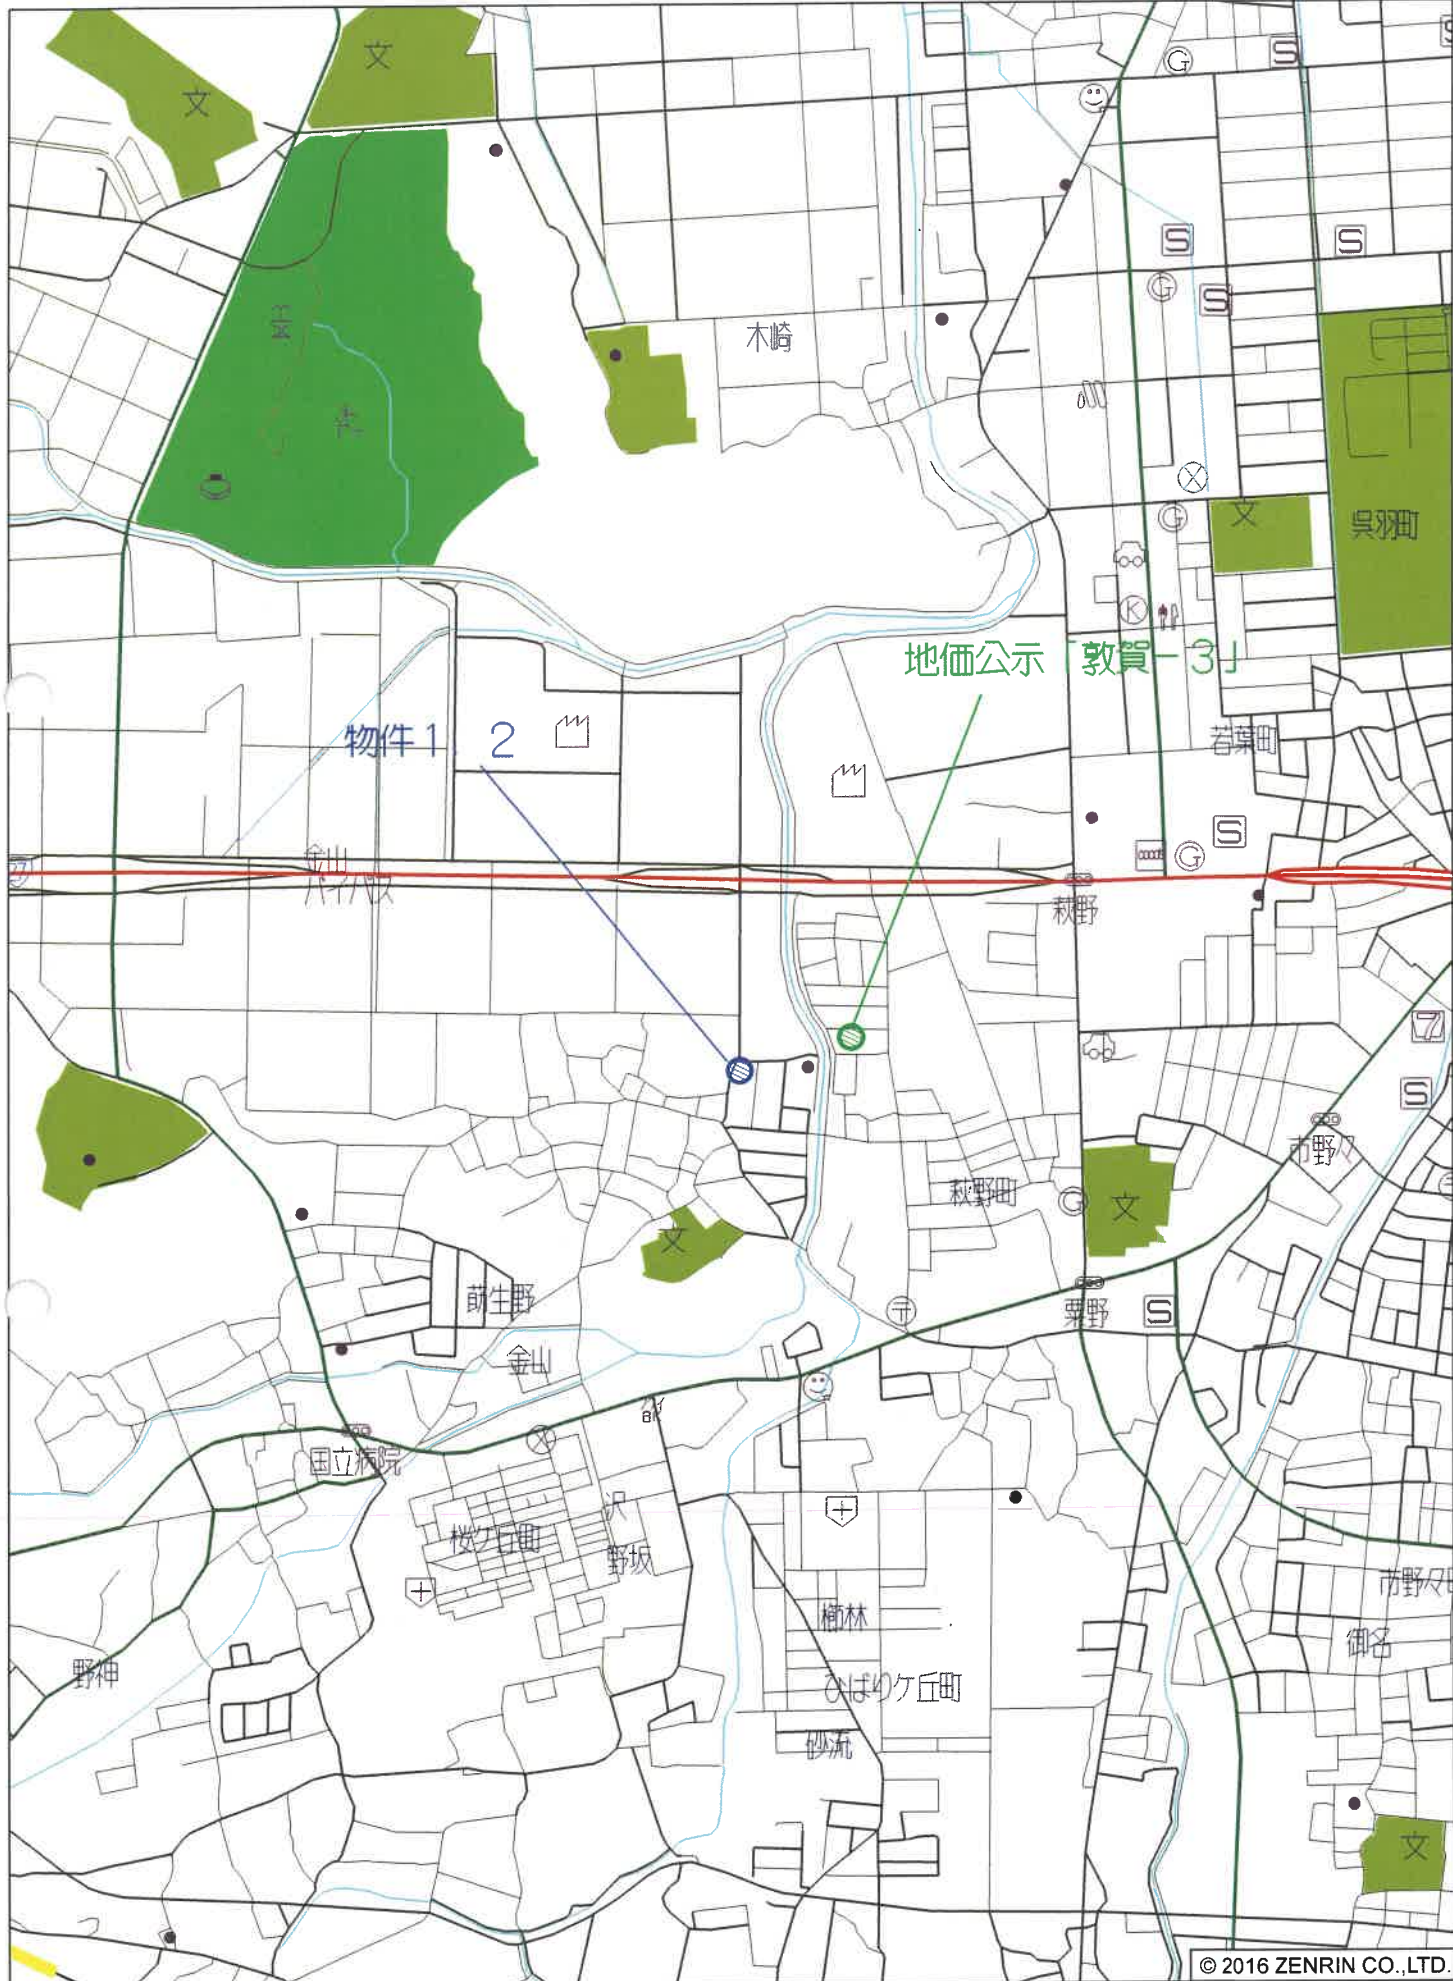 文
文
S
G
S
S
G
S
木崎
文
G
呉羽町
K
地価公示「敦賀－3」
若葉町
物件1、2
S
G
金山
バイパス
27
萩野
7
S
市野々
萩野町
G
文
文
萠生野
粟野
S
金山
国立病院
沢
桜ケ丘町
野坂
櫛林
市野々
御名
野神
ひばりケ丘町
砂流
文
© 2016 ZENRIN CO.,LTD.